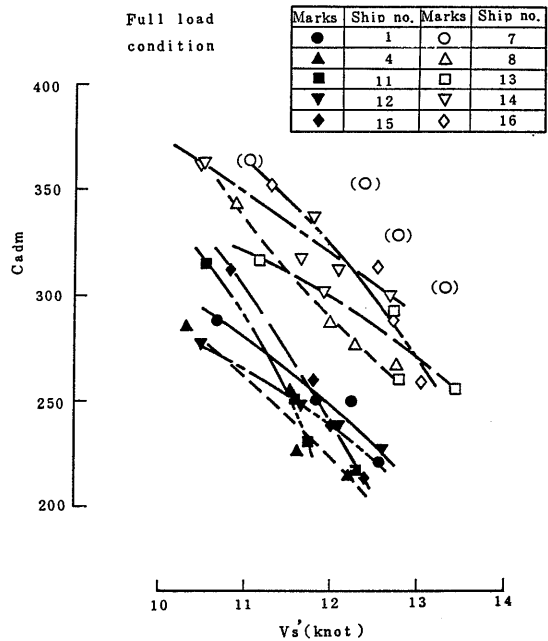 Full load
condition
Marks Ship no. Marks Ship no.
● 1 ○ 7
▲ 4 △ 8
■ 11 □ 13
▼ 12 ▽ 14
◆ 15 ◇ 16
400
350
300
250
200
Cadm
10 11 12 13 14
Vs'(knot)